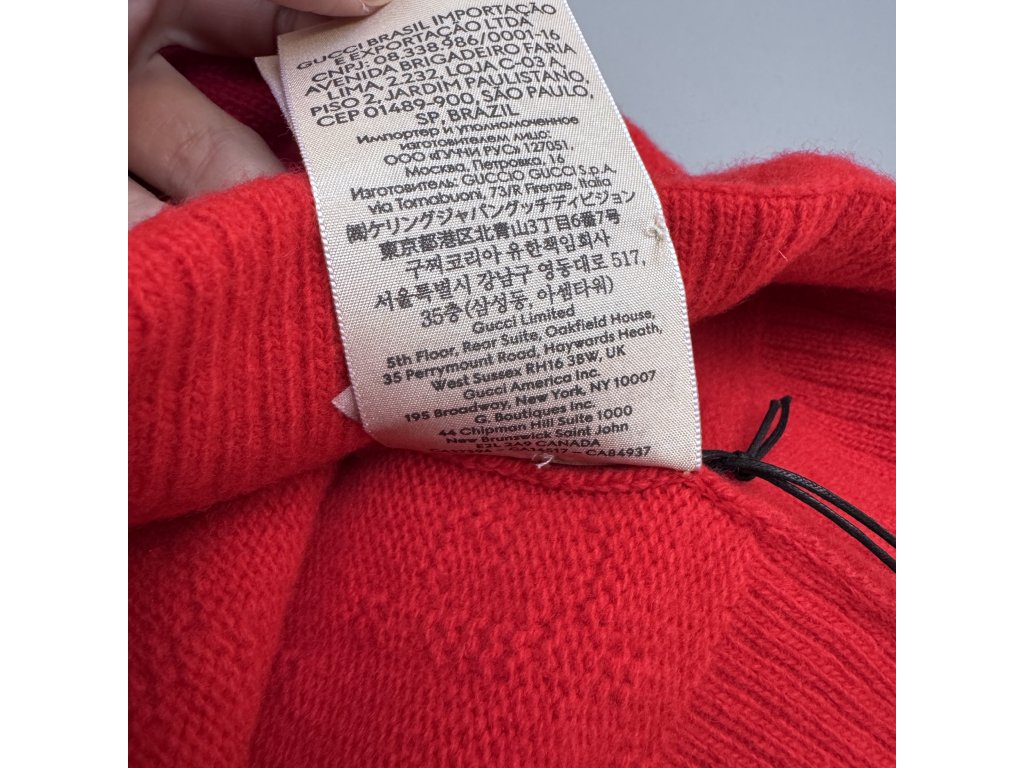 GUCCI BRASIL IMPORTAÇÃO
E EXPORTAÇÃO LTDA
CNPJ: 08.338.986/0001-16
AVENIDA BRIGADEIRO FARIA
LIMA, 2.232, LOJA C-03 A,
PISO 2, JARDIM PAULISTANO,
CEP 01489-900, SÃO PAULO,
SP, BRAZIL
Импортер и уполномоченное
изготовителем лицо:
ООО «ГУЧЧИ РУС» 127051.
Москва, Петровка, 16
Изготовитель: GUCCIO GUCCI S.p.A
via Tornabuoni, 73/R Firenze, Italia
㈱ケリングジャパングッチディビジョン
東京都港区北青山3丁目6番7号
구찌코리아 유한책임회사
서울특별시 강남구 영동대로 517,
35층 (삼성동, 아셈타워)
Gucci Limited
5th Floor, Rear Suite, Oakfield House,
35 Perrymount Road, Haywards Heath,
West Sussex RH16 3BW, UK
Gucci America Inc.
195 Broadway, New York, NY 10007
G. Boutiques Inc.
44 Chipman Hill Suite 1000
New Brunswick Saint John
E2L 2A9 CANADA
CA84937